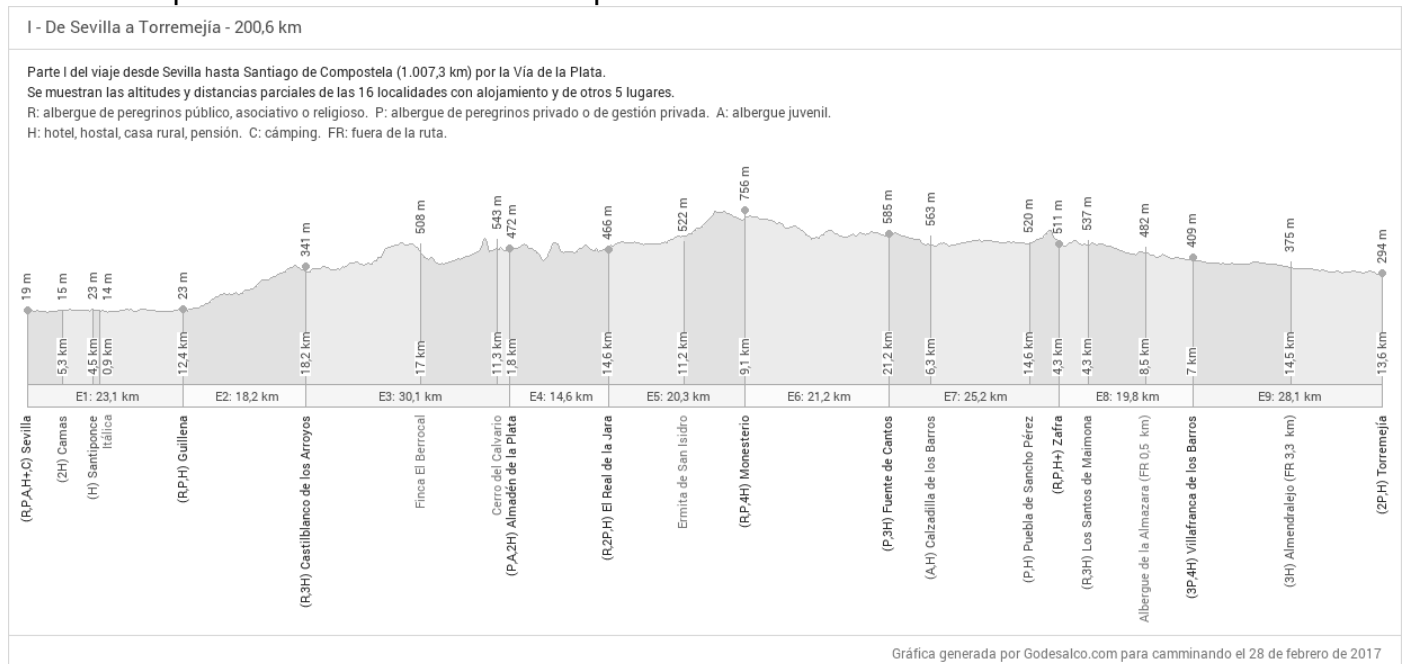 I - De Sevilla a Torremejía - 200,6 km
Parte I del viaje desde Sevilla hasta Santiago de Compostela (1.007,3 km) por la Vía de la Plata.
Se muestran las altitudes y distancias parciales de las 16 localidades con alojamiento y de otros 5 lugares.
R: albergue de peregrinos público, asociativo o religioso. P: albergue de peregrinos privado o de gestión privada. A: albergue juvenil.
H: hotel, hostal, casa rural, pensión. C: cámping. FR: fuera de la ruta.
19 m
15 m
23 m
14 m
23 m
341 m
508 m
543 m
472 m
466 m
522 m
756 m
585 m
563 m
520 m
511 m
537 m
482 m
409 m
375 m
294 m
5,3 km
4,5 km
0,9 km
12,4 km
18,2 km
17 km
11,3 km
1,8 km
14,6 km
11,2 km
9,1 km
21,2 km
6,3 km
14,6 km
4,3 km
4,3 km
8,5 km
7 km
14,5 km
13,6 km
E1: 23,1 km
E2: 18,2 km
E3: 30,1 km
E4: 14,6 km
E5: 20,3 km
E6: 21,2 km
E7: 25,2 km
E8: 19,8 km
E9: 28,1 km
(R,P,A,H+,C) Sevilla
(2H) Camas
(H) Santiponce
Itálica
(R,P,H) Guillena
(R,3H) Castilblanco de los Arroyos
Finca El Berrocal
Cerro del Calvario
(P,A,2H) Almadén de la Plata
(R,2P,H) El Real de la Jara
Ermita de San Isidro
(R,P,4H) Monesterio
(P,3H) Fuente de Cantos
(A,H) Calzadilla de los Barros
(P,H) Puebla de Sancho Pérez
(R,P,H+) Zafra
(R,3H) Los Santos de Maimona
Albergue de la Almazara (FR 0,5 km)
(3P,4H) Villafranca de los Barros
(3H) Almendralejo (FR 3,3 km)
(2P,H) Torremejía
Gráfica generada por Godesalco.com para camminando el 28 de febrero de 2017